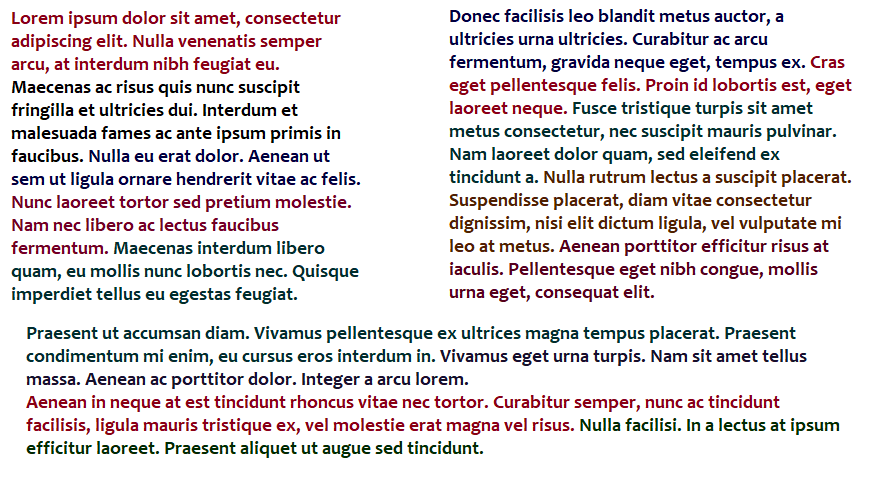 Lorem ipsum dolor sit amet, consectetur
adipiscing elit. Nulla venenatis semper
arcu, at interdum nibh feugiat eu.
Maecenas ac risus quis nunc suscipit
fringilla et ultricies dui. Interdum et
malesuada fames ac ante ipsum primis in
faucibus. Nulla eu erat dolor. Aenean ut
sem ut ligula ornare hendrerit vitae ac felis.
Nunc laoreet tortor sed pretium molestie.
Nam nec libero ac lectus faucibus
fermentum. Maecenas interdum libero
quam, eu mollis nunc lobortis nec. Quisque
imperdiet tellus eu egestas feugiat.
Donec facilisis leo blandit metus auctor, a
ultricies urna ultricies. Curabitur ac arcu
fermentum, gravida neque eget, tempus ex. Cras
eget pellentesque felis. Proin id lobortis est, eget
laoreet neque. Fusce tristique turpis sit amet
metus consectetur, nec suscipit mauris pulvinar.
Nam laoreet dolor quam, sed eleifend ex
tincidunt a. Nulla rutrum lectus a suscipit placerat.
Suspendisse placerat, diam vitae consectetur
dignissim, nisi elit dictum ligula, vel vulputate mi
leo at metus. Aenean porttitor efficitur risus at
iaculis. Pellentesque eget nibh congue, mollis
urna eget, consequat elit.
Praesent ut accumsan diam. Vivamus pellentesque ex ultrices magna tempus placerat. Praesent
condimentum mi enim, eu cursus eros interdum in. Vivamus eget urna turpis. Nam sit amet tellus
massa. Aenean ac porttitor dolor. Integer a arcu lorem.
Aenean in neque at est tincidunt rhoncus vitae nec tortor. Curabitur semper, nunc ac tincidunt
facilisis, ligula mauris tristique ex, vel molestie erat magna vel risus. Nulla facilisi. In a lectus at ipsum
efficitur laoreet. Praesent aliquet ut augue sed tincidunt.